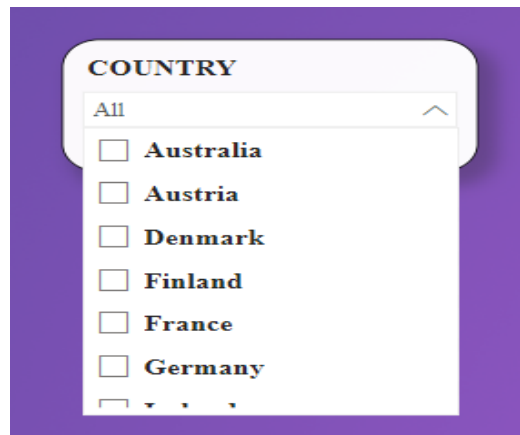 COUNTRY
All
Australia
Austria
Denmark
Finland
France
Germany